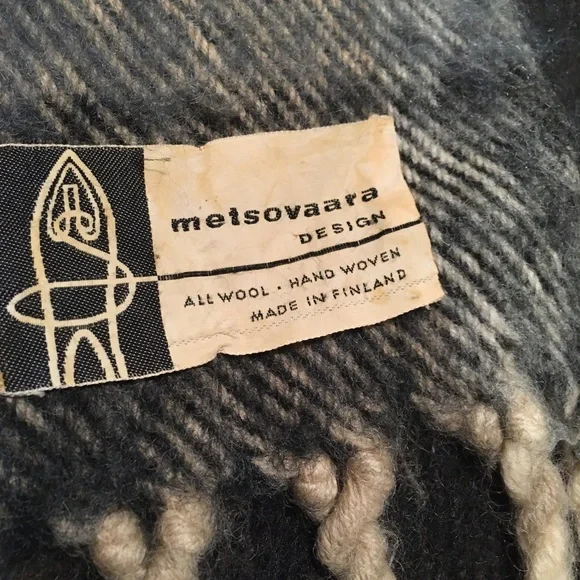 metsovaara
DESIGN
ALL WOOL · HAND WOVEN
MADE IN FINLAND